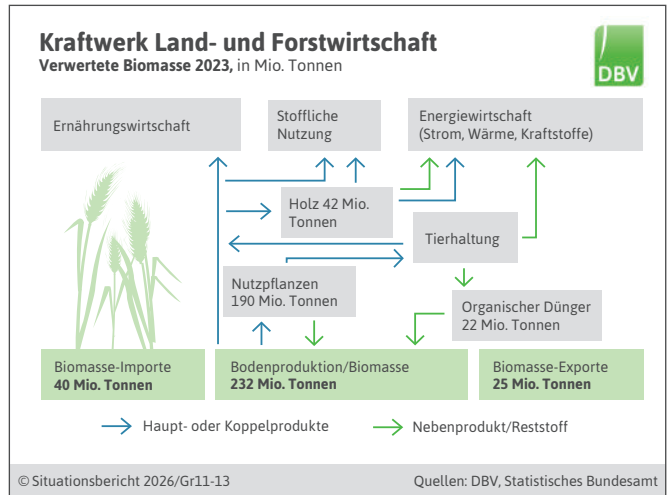 Kraftwerk Land- und Forstwirtschaft
Verwertete Biomasse 2023, in Mio. Tonnen
DBV
Ernährungswirtschaft
Stoffliche
Nutzung
Energiewirtschaft
(Strom, Wärme, Kraftstoffe)
Holz 42 Mio.
Tonnen
Tierhaltung
Nutzpflanzen
190 Mio. Tonnen
Organischer Dünger
22 Mio. Tonnen
Biomasse-Importe
40 Mio. Tonnen
Bodenproduktion/Biomasse
232 Mio. Tonnen
Biomasse-Exporte
25 Mio. Tonnen
Haupt- oder Koppelprodukte
Nebenprodukt/Reststoff
© Situationsbericht 2026/Gr11-13
Quellen: DBV, Statistisches Bundesamt